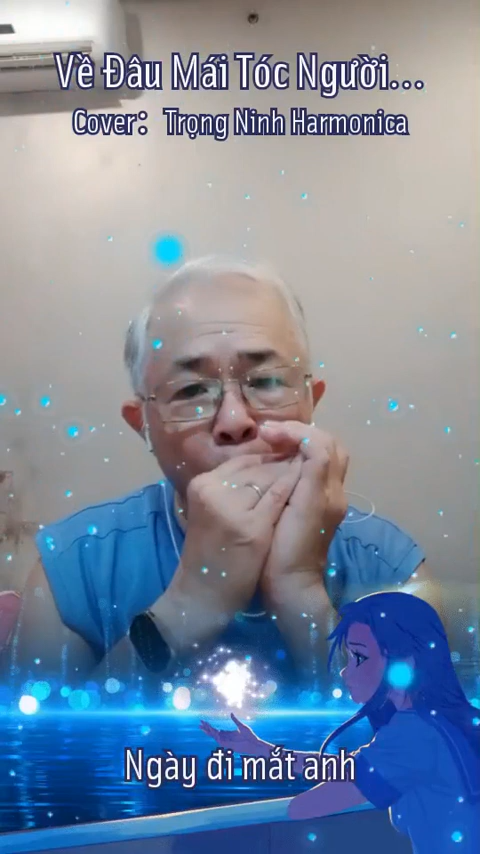 Về Đâu Mái Tóc Người...
Cover: Trọng Ninh Harmonica
Ngày đi mắt anh